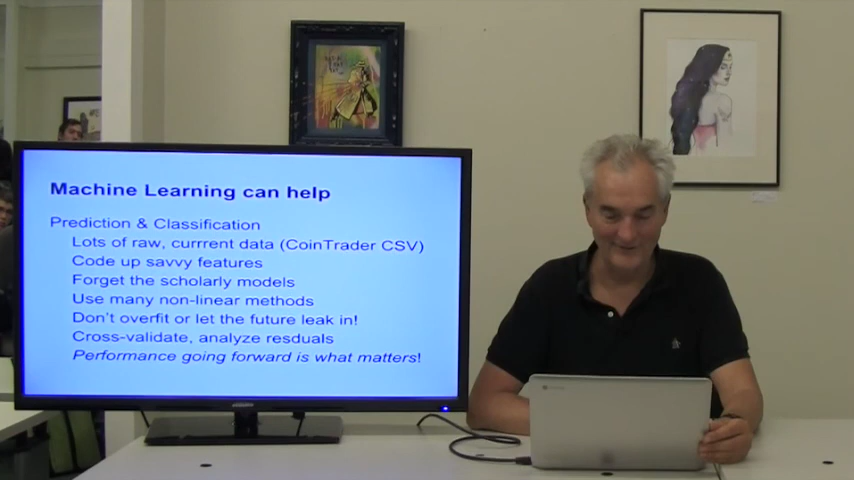 Machine Learning can help
Prediction & Classification
Lots of raw, currrent data (CoinTrader CSV)
Code up savvy features
Forget the scholarly models
Use many non-linear methods
Don't overfit or let the future leak in!
Cross-validate, analyze resduals
Performance going forward is what matters!